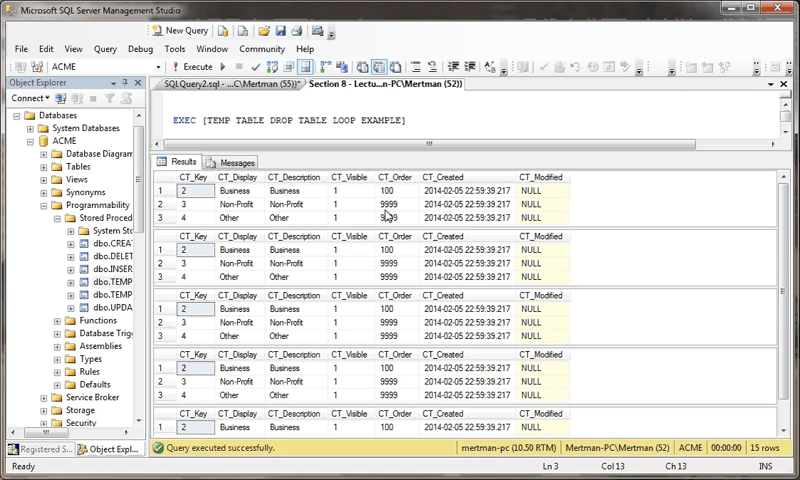 Microsoft SQL Server Management Studio
New Query
File Edit View Query Debug Tools Window Community Help
ACME
Execute
Object Explorer
Connect
Databases
System Databases
ACME
Database Diagram
Tables
Views
Synonyms
Programmability
Stored Proced
System Sto
dbo.CREA
dbo.DELET
dbo.INSER
dbo.TEMP
dbo.TEMP
dbo.UPDA
Functions
Database Trig
Assemblies
Types
Rules
Defaults
Service Broker
Storage
Security
Registered S...
Object Expl...
SQLQuery2.sql - ...C\Mertman (55))*
Section 8 - Lectu...n-PC\Mertman (52))
EXEC [TEMP TABLE DROP TABLE LOOP EXAMPLE]
Results
Messages
CT_Key CT_Display CT_Description CT_Visible CT_Order CT_Created CT_Modified
1 2 Business Business 1 100 2014-02-05 22:59:39.217 NULL
2 3 Non-Profit Non-Profit 1 9999 2014-02-05 22:59:39.217 NULL
3 4 Other Other 1 9999 2014-02-05 22:59:39.217 NULL
CT_Key CT_Display CT_Description CT_Visible CT_Order CT_Created CT_Modified
1 2 Business Business 1 100 2014-02-05 22:59:39.217 NULL
2 3 Non-Profit Non-Profit 1 9999 2014-02-05 22:59:39.217 NULL
3 4 Other Other 1 9999 2014-02-05 22:59:39.217 NULL
CT_Key CT_Display CT_Description CT_Visible CT_Order CT_Created CT_Modified
1 2 Business Business 1 100 2014-02-05 22:59:39.217 NULL
2 3 Non-Profit Non-Profit 1 9999 2014-02-05 22:59:39.217 NULL
3 4 Other Other 1 9999 2014-02-05 22:59:39.217 NULL
CT_Key CT_Display CT_Description CT_Visible CT_Order CT_Created CT_Modified
1 2 Business Business 1 100 2014-02-05 22:59:39.217 NULL
2 3 Non-Profit Non-Profit 1 9999 2014-02-05 22:59:39.217 NULL
3 4 Other Other 1 9999 2014-02-05 22:59:39.217 NULL
CT_Key CT_Display CT_Description CT_Visible CT_Order CT_Created CT_Modified
1 2 Business Business 1 100 2014-02-05 22:59:39.217 NULL
Query executed successfully. mertman-pc (10.50 RTM) Mertman-PC\Mertman (52) ACME 00:00:00 15 rows
Ready Ln 3 Col 13 Ch 13 INS